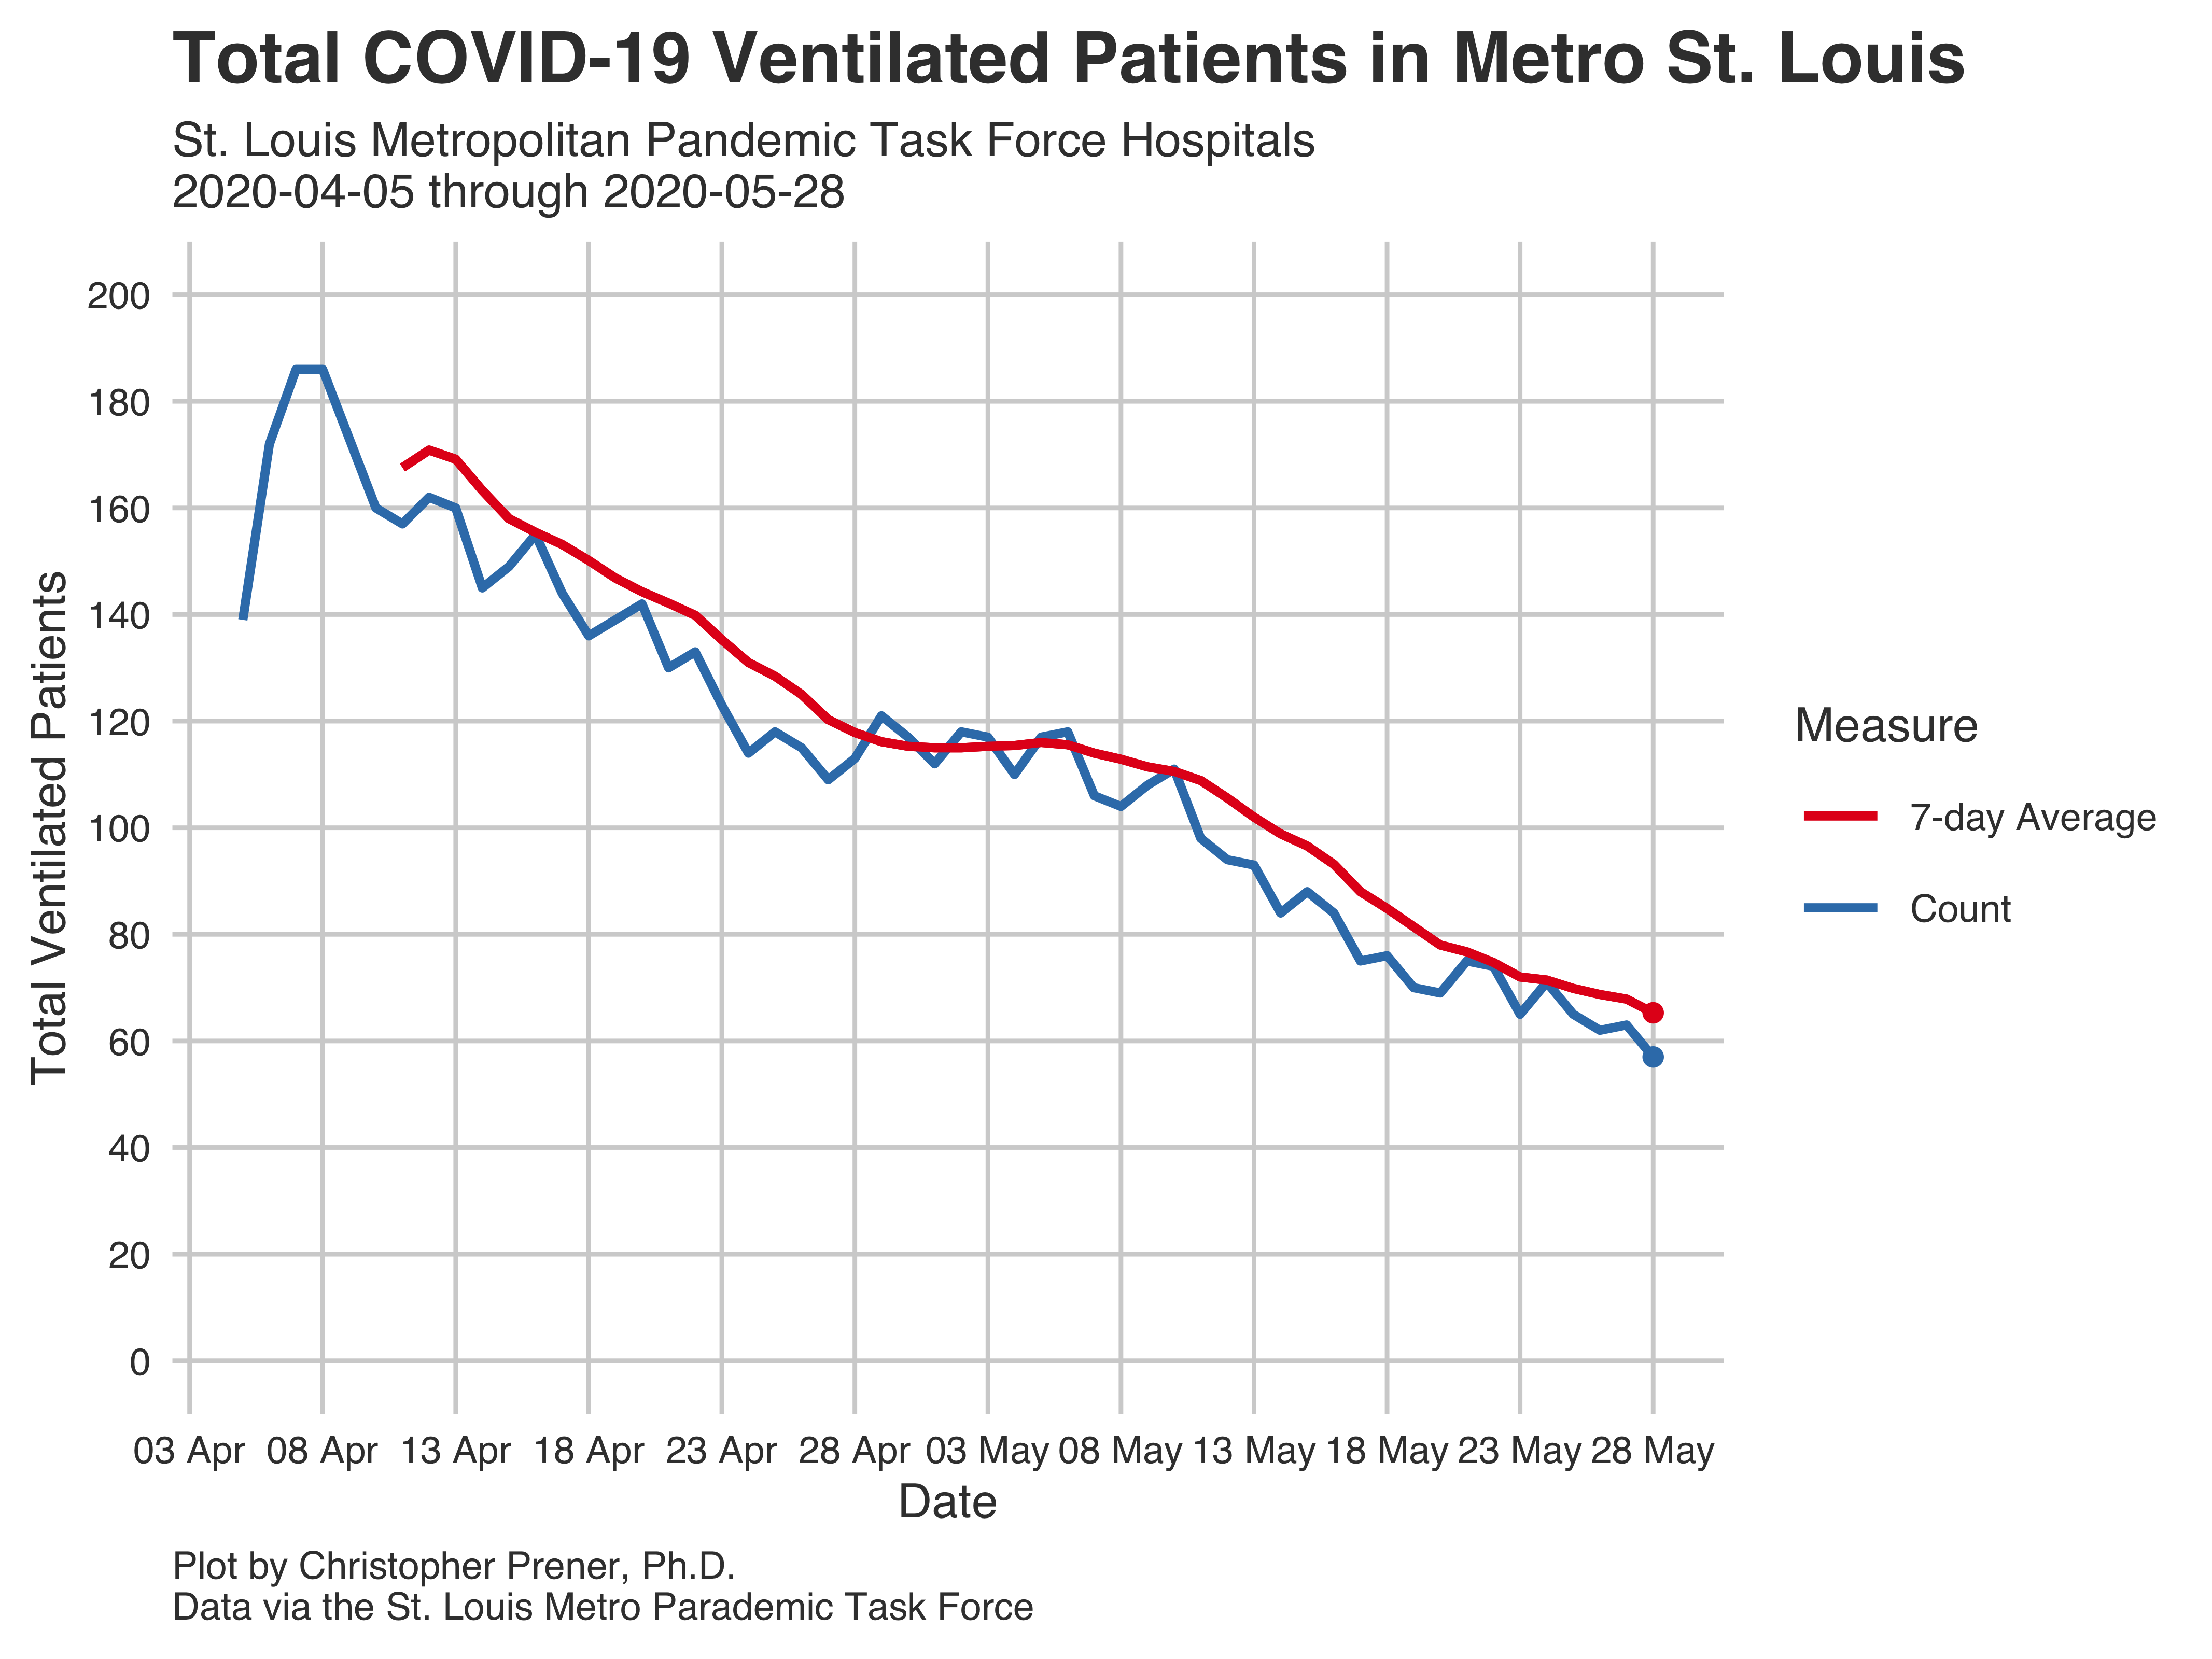 Total COVID-19 Ventilated Patients in Metro St. Louis
St. Louis Metropolitan Pandemic Task Force Hospitals
2020-04-05 through 2020-05-28
Total Ventilated Patients
200
180
160
140
120
100
80
60
40
20
0
03 Apr 08 Apr 13 Apr 18 Apr 23 Apr 28 Apr 03 May 08 May 13 May 18 May 23 May 28 May
Date
Measure
7-day Average
Count
Plot by Christopher Prener, Ph.D.
Data via the St. Louis Metro Parademic Task Force